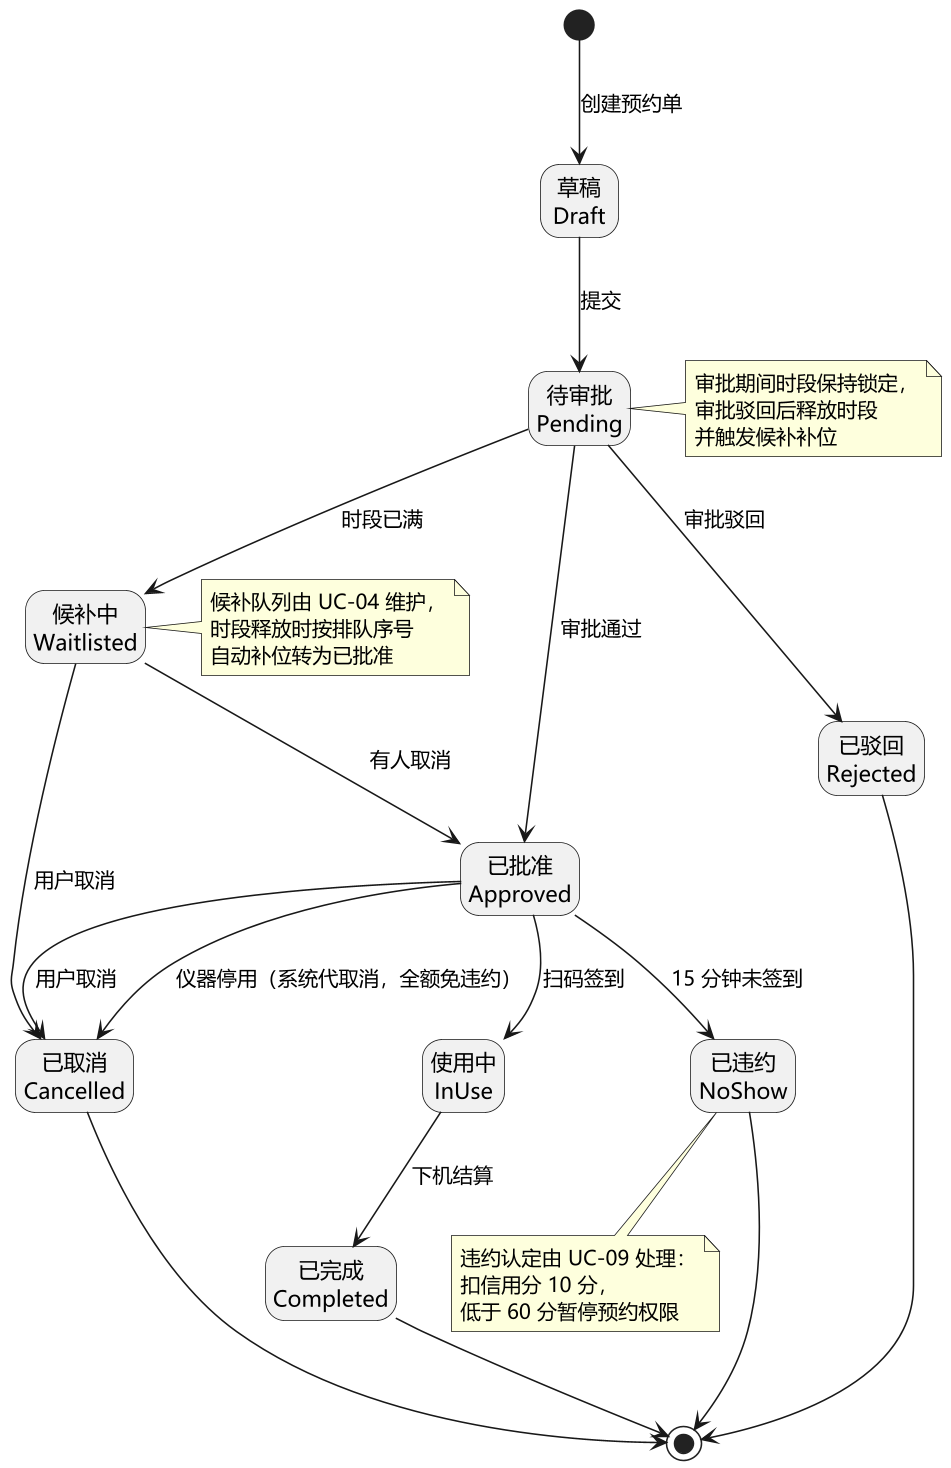 创建预约单
草稿
Draft
提交
待审批
Pending
审批期间时段保持锁定，
审批驳回后释放时段
并触发候补补位
时段已满
审批驳回
候补中
Waitlisted
候补队列由 UC-04 维护，
时段释放时按排队序号
自动补位转为已批准
审批通过
已驳回
Rejected
有人取消
用户取消
已批准
Approved
用户取消
仪器停用（系统代取消，全额免违约）
扫码签到
15 分钟未签到
已取消
Cancelled
使用中
InUse
已违约
NoShow
下机结算
已完成
Completed
违约认定由 UC-09 处理：
扣信用分 10 分，
低于 60 分暂停预约权限